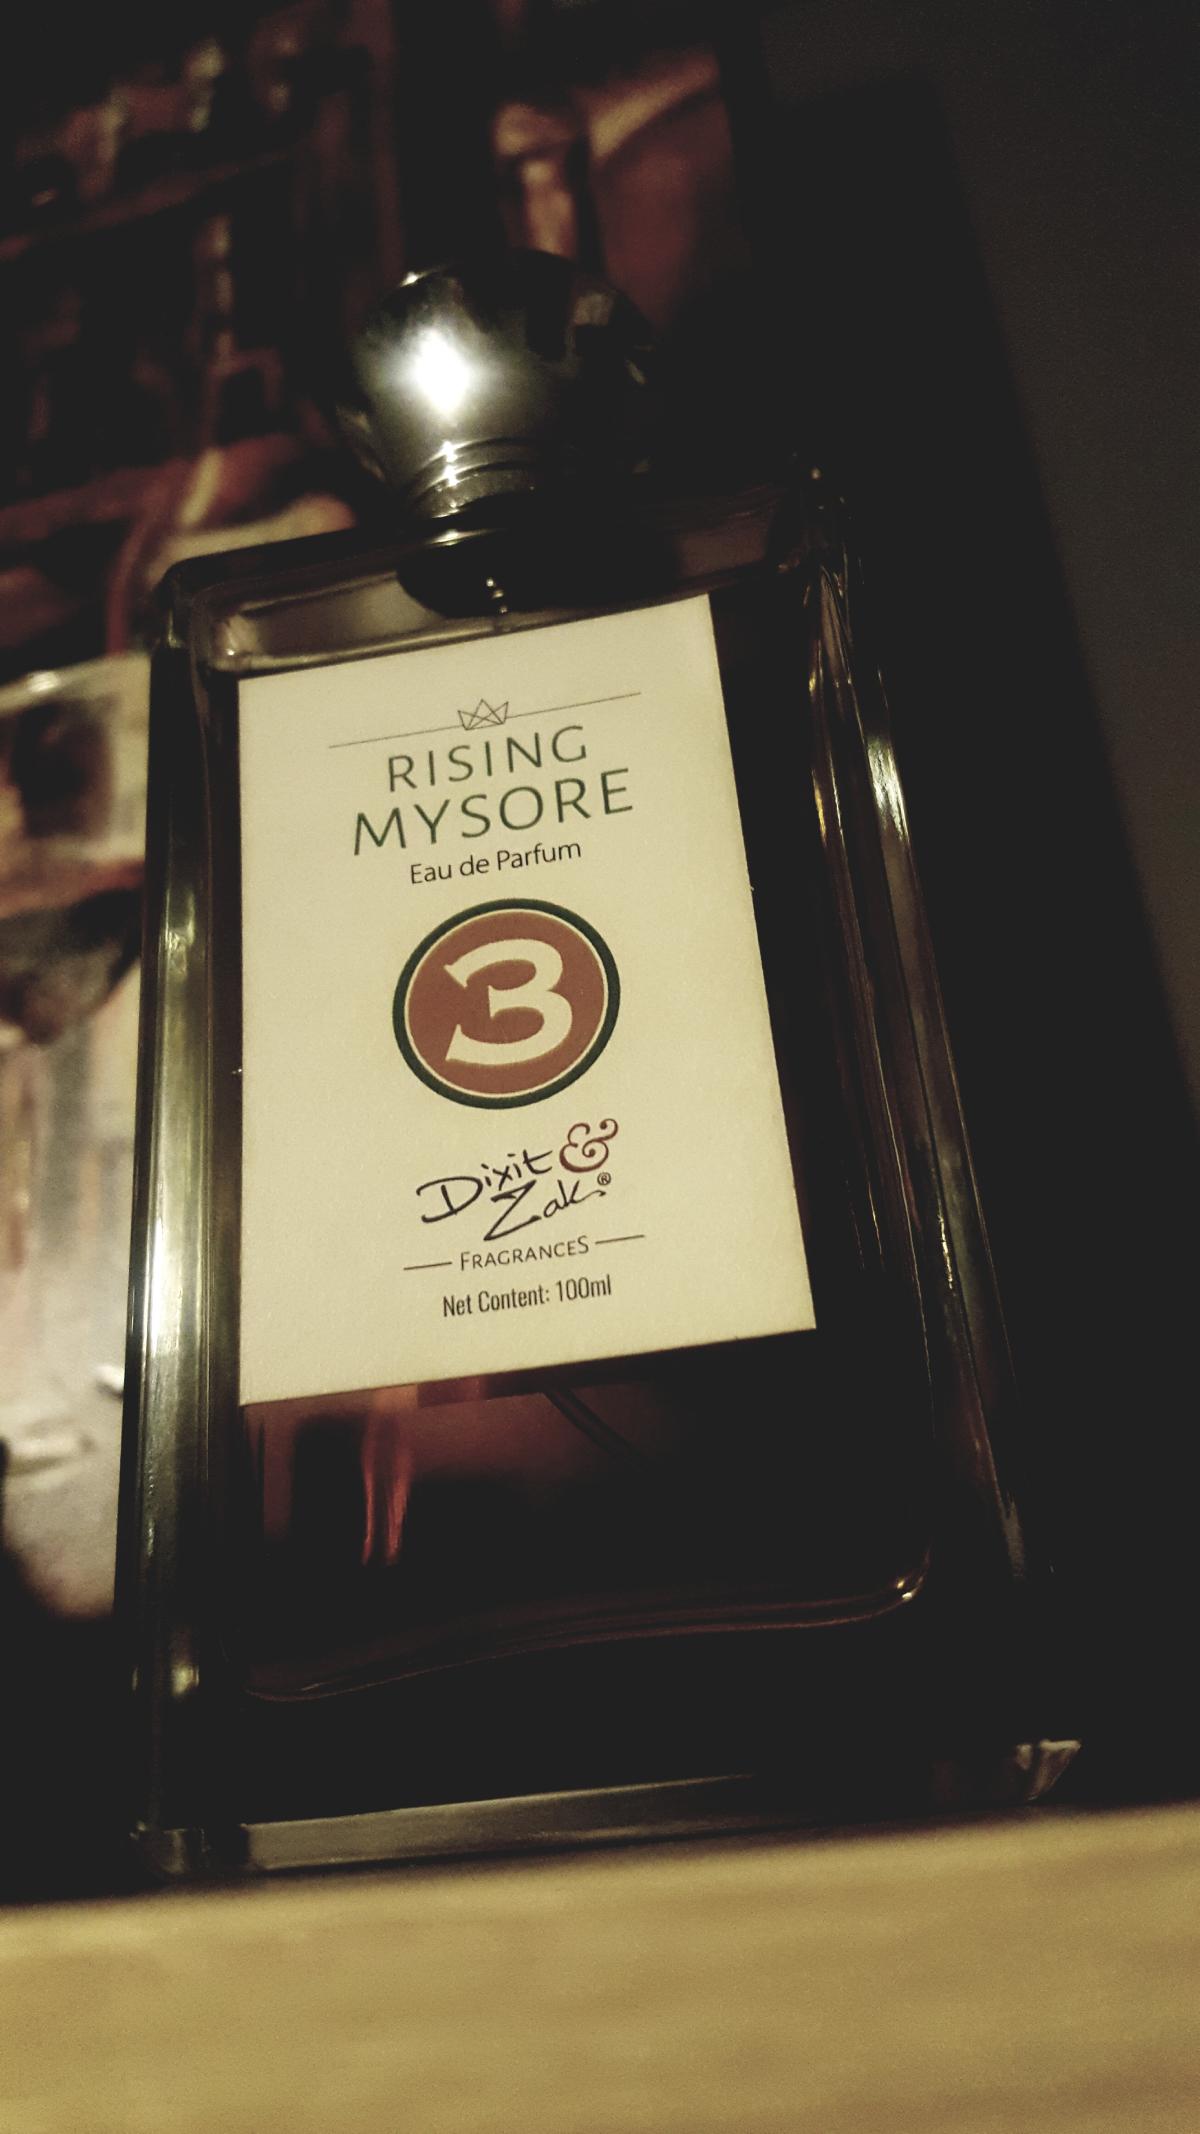 RISING
MYSORE
Eau de Parfum
3
Dixit &
Zak®
FRAGRANCES
Net Content: 100ml